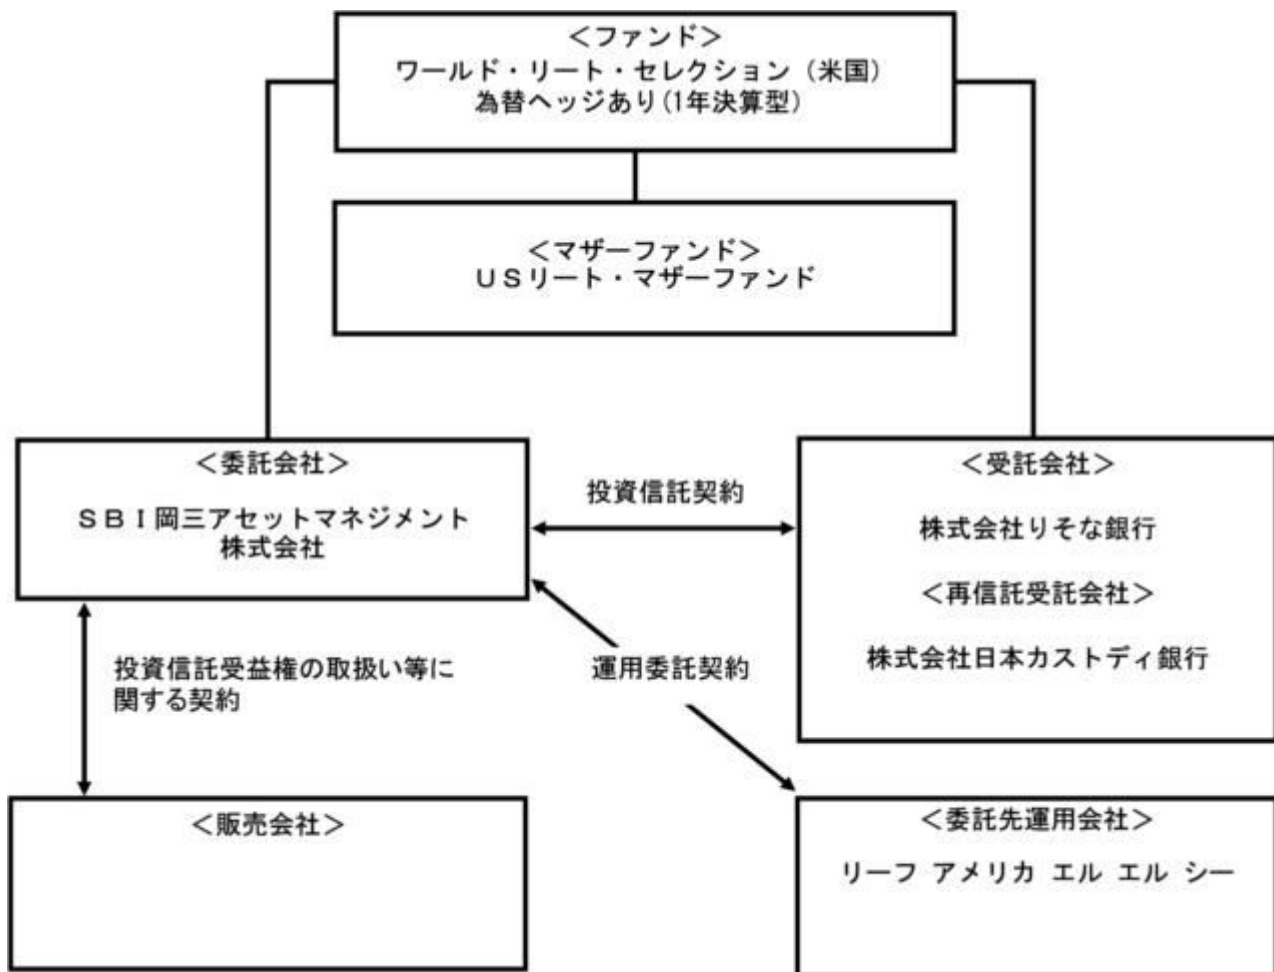 ＜ファンド＞
ワールド・リート・セレクション（米国）
為替ヘッジあり(1年決算型)
＜マザーファンド＞
ＵＳリート・マザーファンド
＜委託会社＞
ＳＢＩ岡三アセットマネジメント
株式会社
投資信託契約
＜受託会社＞
株式会社りそな銀行
＜再信託受託会社＞
株式会社日本カストディ銀行
投資信託受益権の取扱い等に
関する契約
運用委託契約
＜販売会社＞
＜委託先運用会社＞
リーフ アメリカ エル エル シー